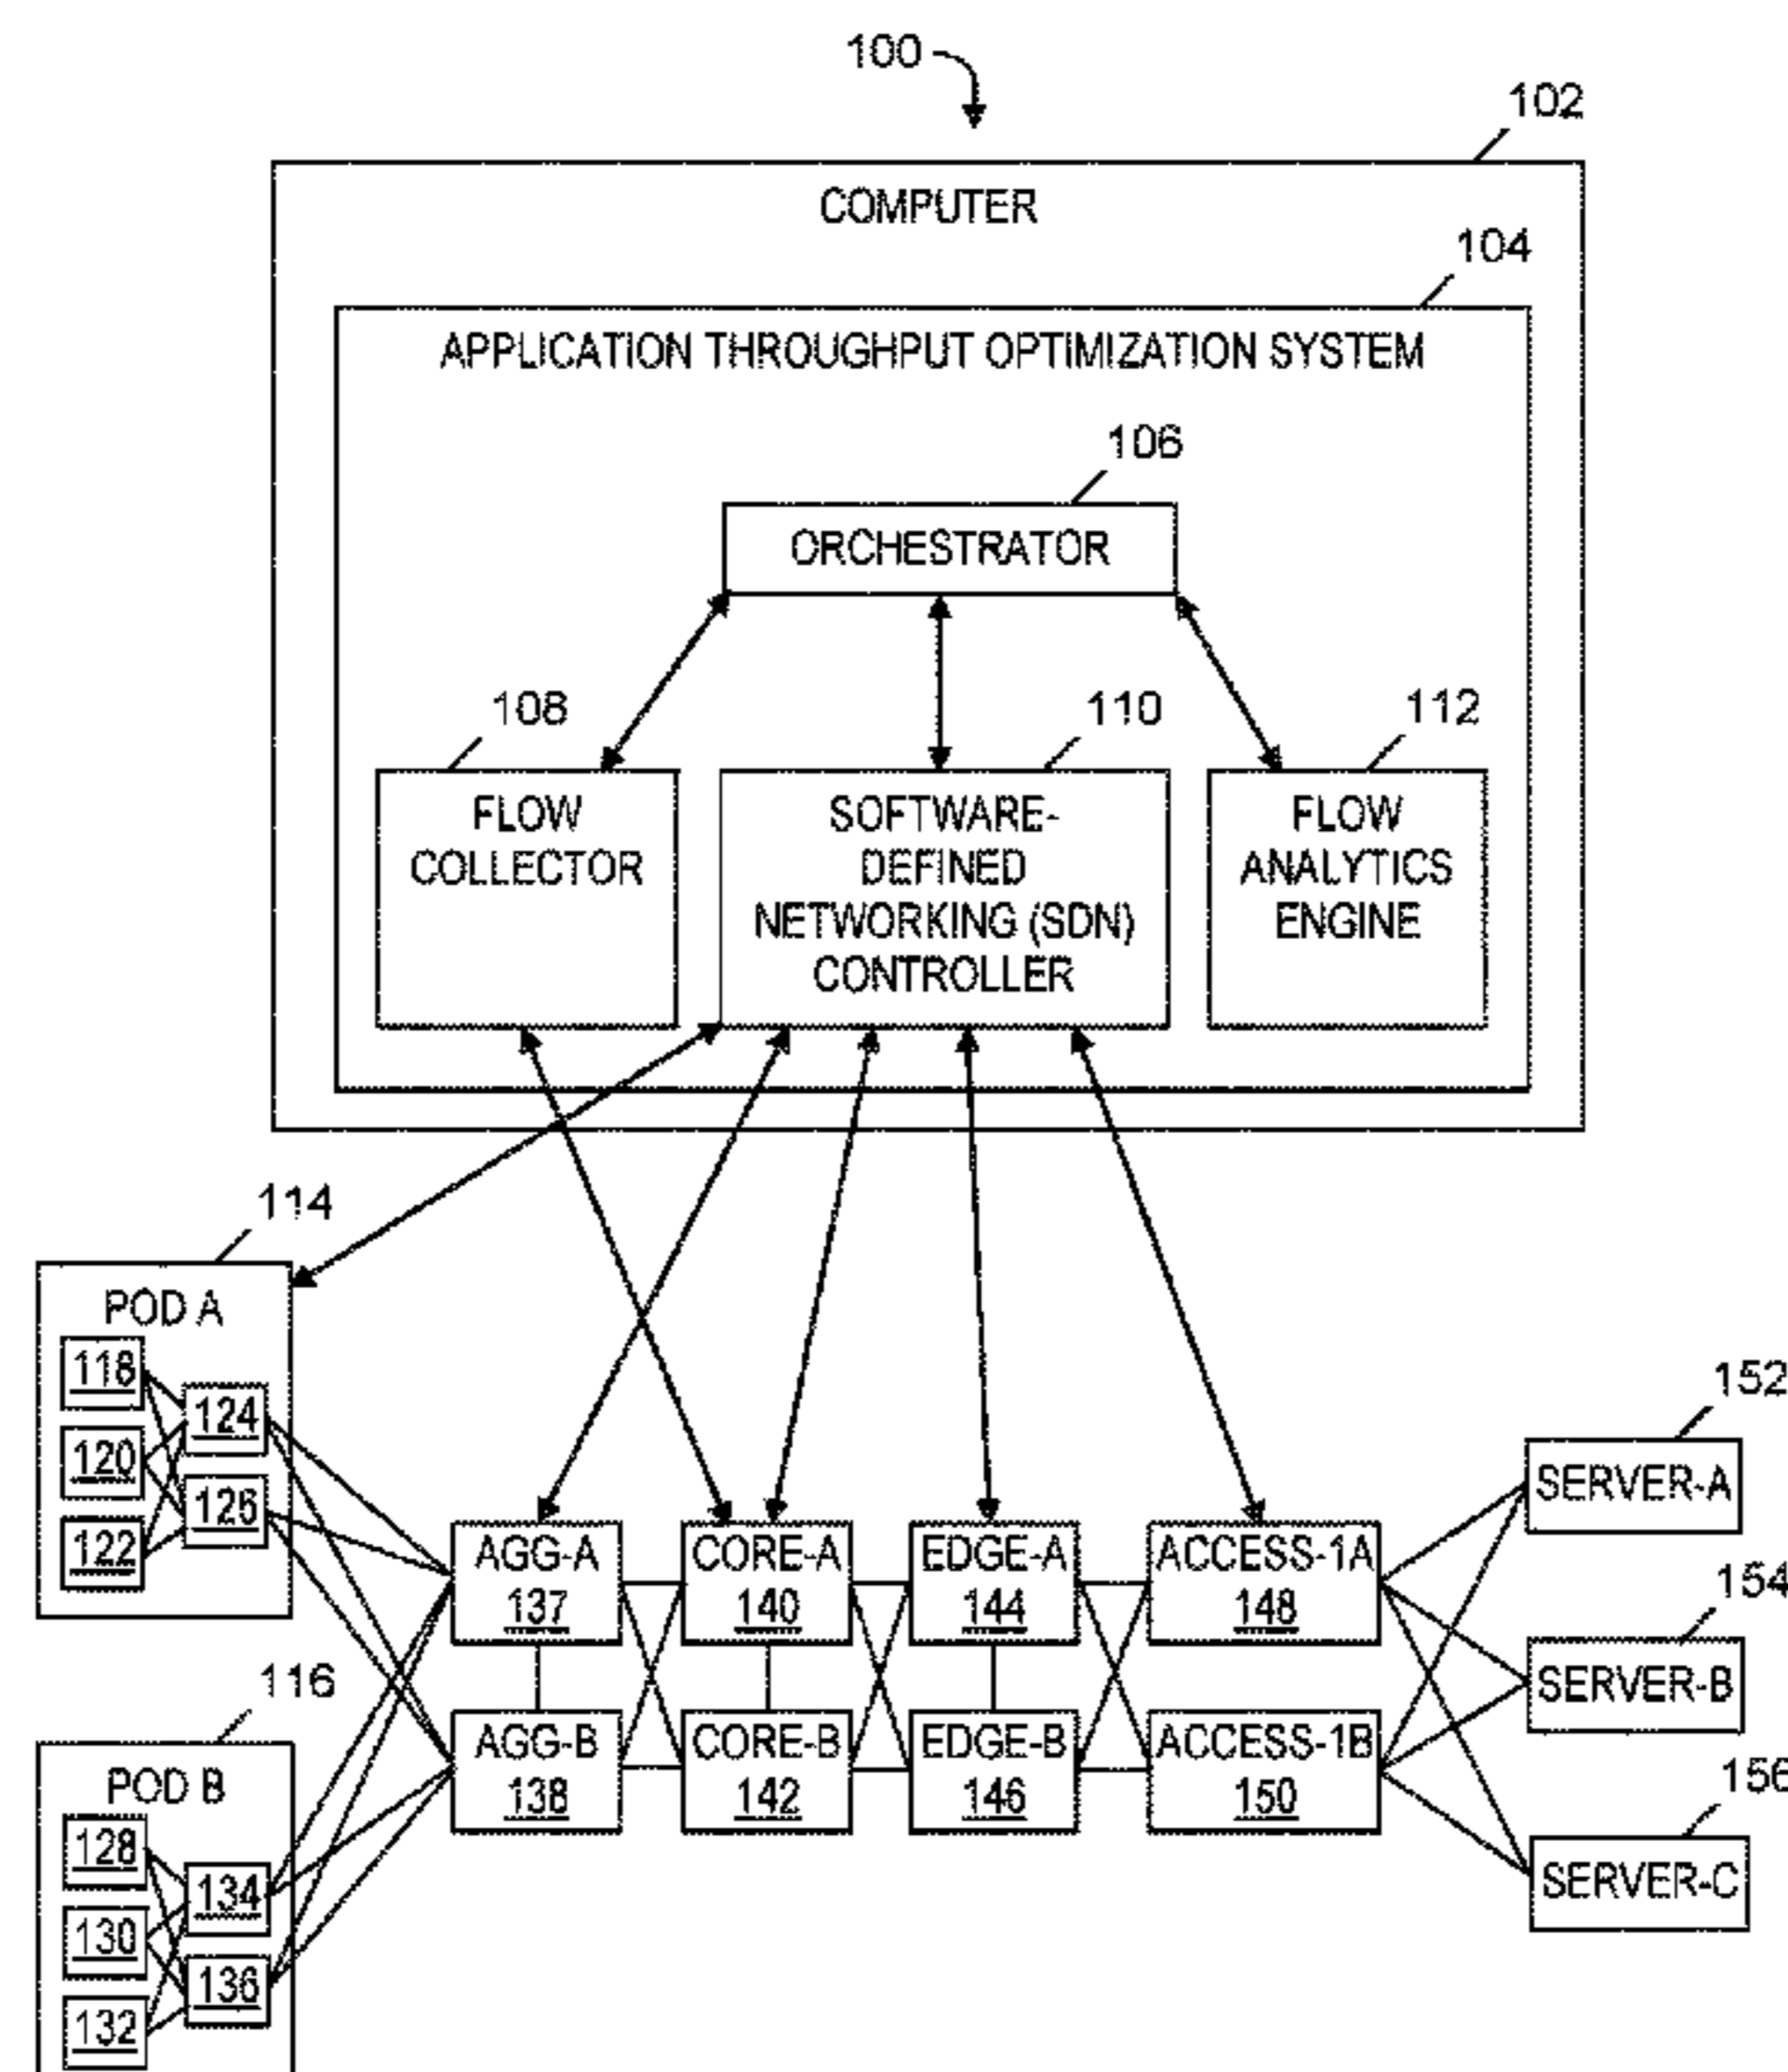 100
102
COMPUTER
104
APPLICATION THROUGHPUT OPTIMIZATION SYSTEM
106
ORCHESTRATOR
108
110
112
FLOW
COLLECTOR
SOFTWARE-
DEFINED
NETWORKING (SDN)
CONTROLLER
FLOW
ANALYTICS
ENGINE
114
POD A
118
120
122
124
126
116
POD B
128
130
132
134
136
AGG-A
137
CORE-A
140
EDGE-A
144
ACCESS-1A
148
AGG-B
138
CORE-B
142
EDGE-B
146
ACCESS-1B
150
152
SERVER-A
154
SERVER-B
156
SERVER-C